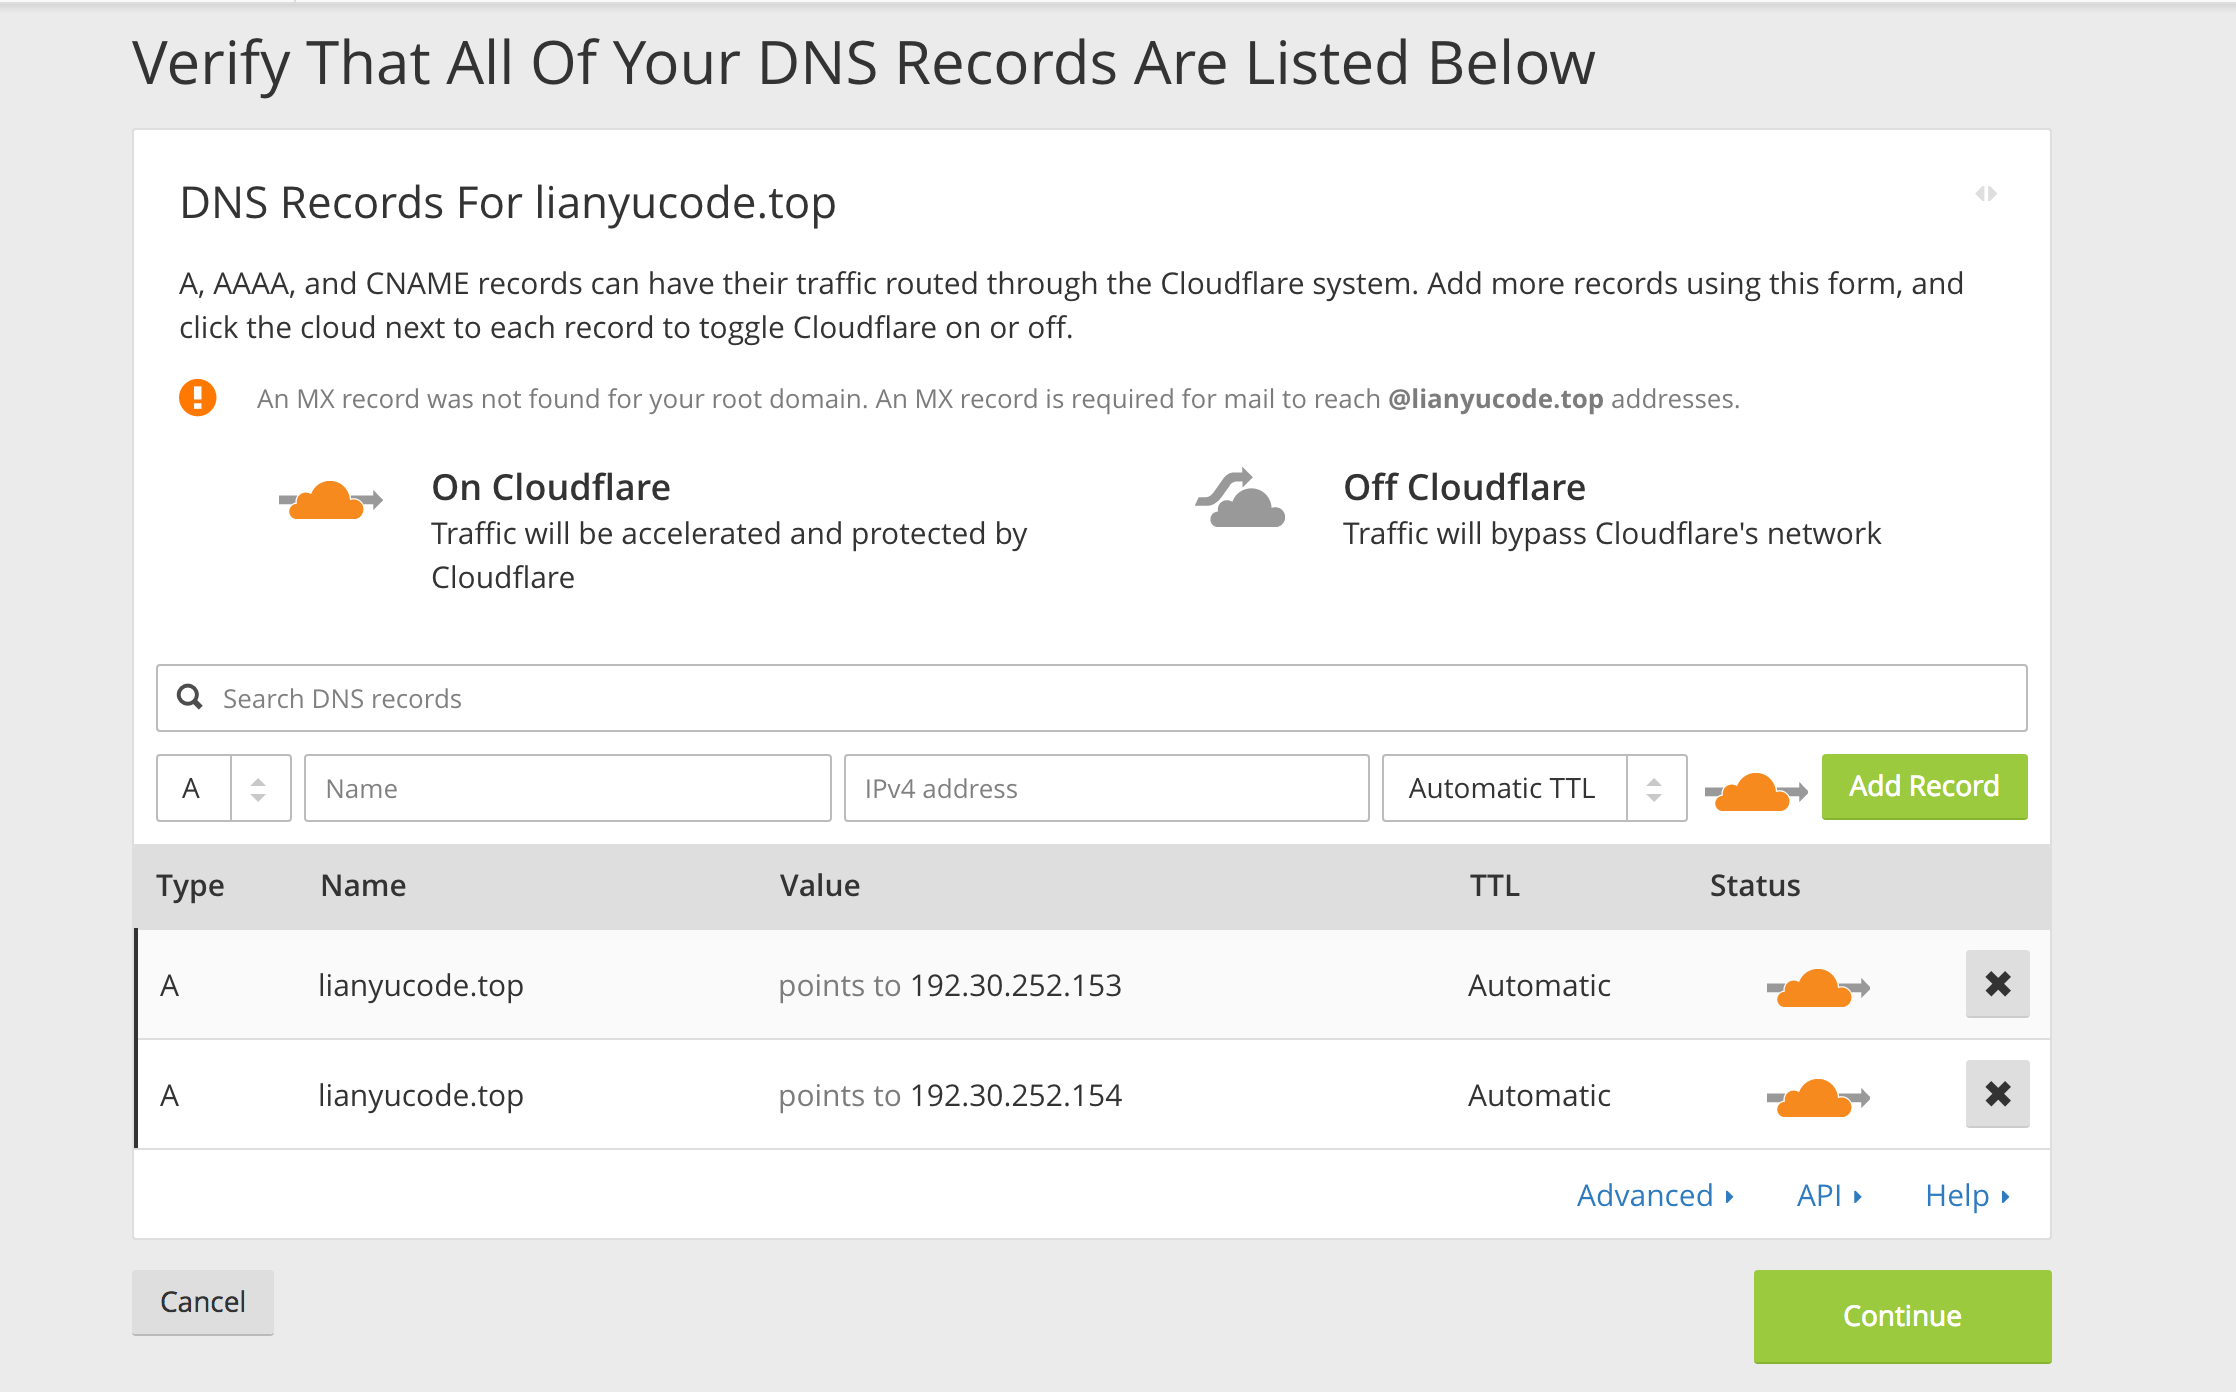 Verify That All Of Your DNS Records Are Listed Below
DNS Records For lianyucode.top
A, AAAA, and CNAME records can have their traffic routed through the Cloudflare system. Add more records using this form, and
click the cloud next to each record to toggle Cloudflare on or off.
An MX record was not found for your root domain. An MX record is required for mail to reach @lianyucode.top addresses.
On Cloudflare
Traffic will be accelerated and protected by
Cloudflare
Off Cloudflare
Traffic will bypass Cloudflare's network
Search DNS records
A Name IPv4 address Automatic TTL Add Record
Type Name Value TTL Status
A lianyucode.top points to 192.30.252.153 Automatic
A lianyucode.top points to 192.30.252.154 Automatic
Advanced API Help
Cancel Continue